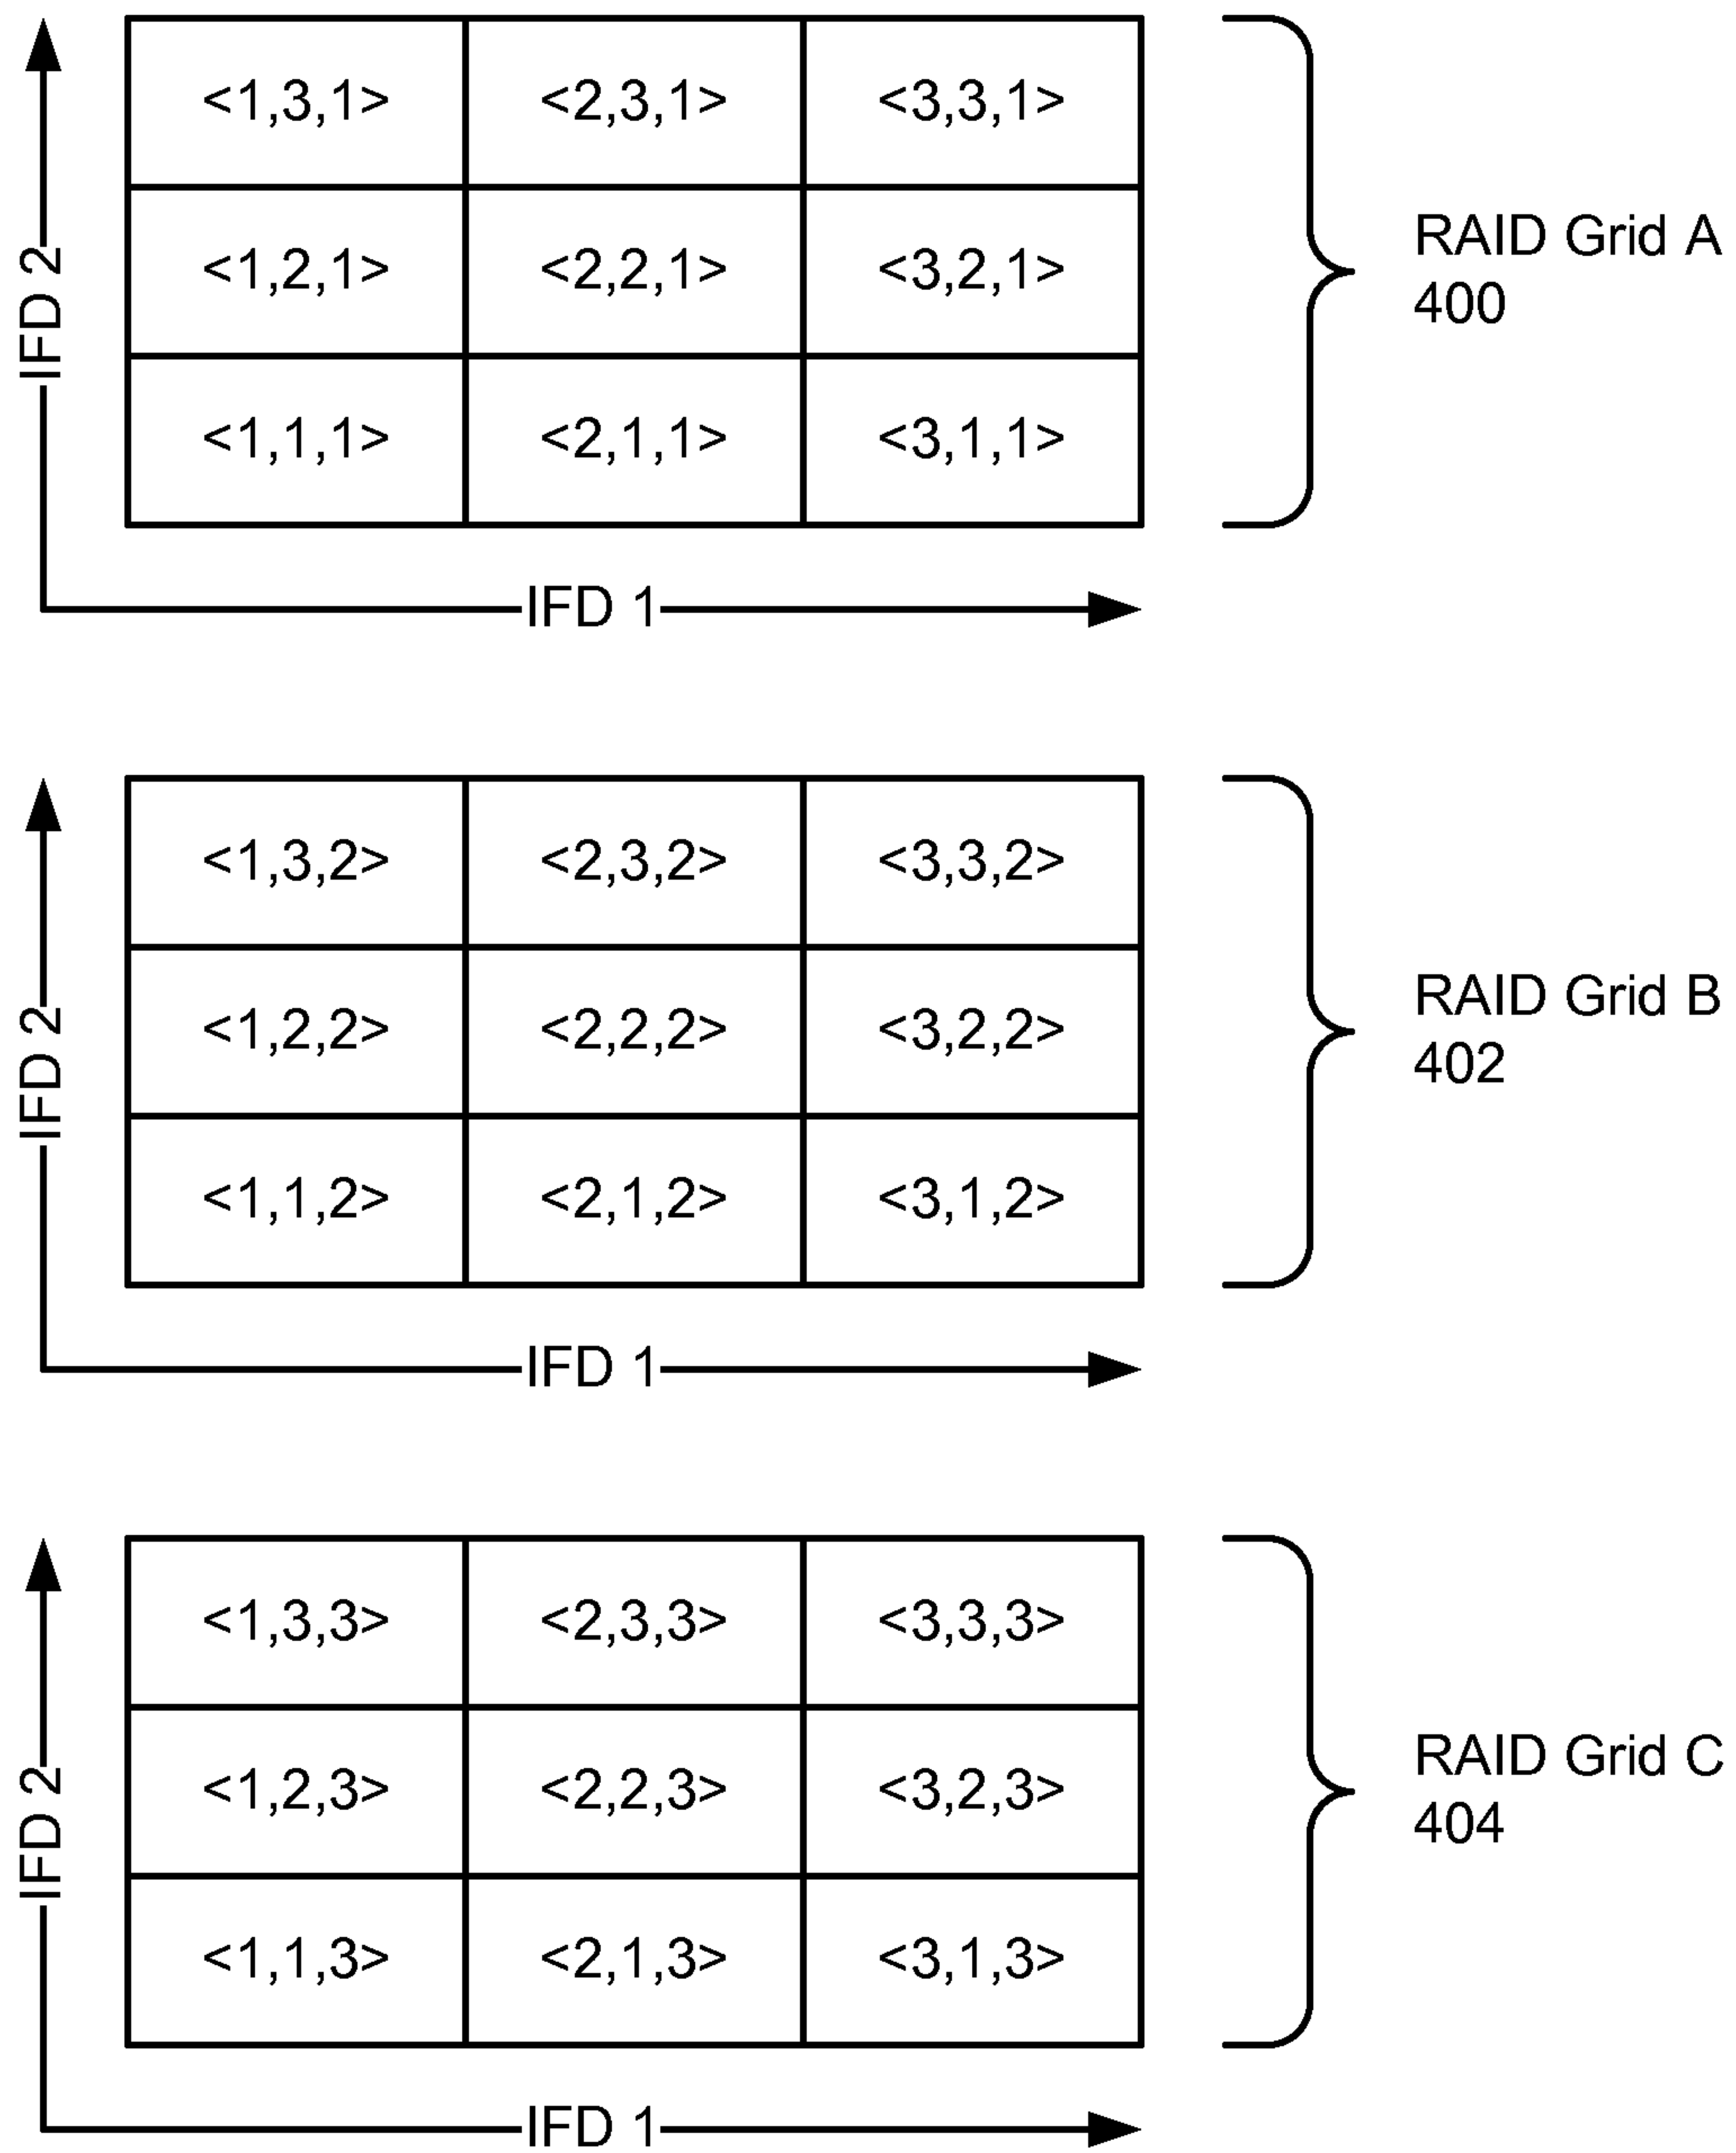 <1,3,1> <2,3,1> <3,3,1>
<1,2,1> <2,2,1> <3,2,1>
<1,1,1> <2,1,1> <3,1,1>
IFD 2
IFD 1
RAID Grid A
400
<1,3,2> <2,3,2> <3,3,2>
<1,2,2> <2,2,2> <3,2,2>
<1,1,2> <2,1,2> <3,1,2>
IFD 2
IFD 1
RAID Grid B
402
<1,3,3> <2,3,3> <3,3,3>
<1,2,3> <2,2,3> <3,2,3>
<1,1,3> <2,1,3> <3,1,3>
IFD 2
IFD 1
RAID Grid C
404